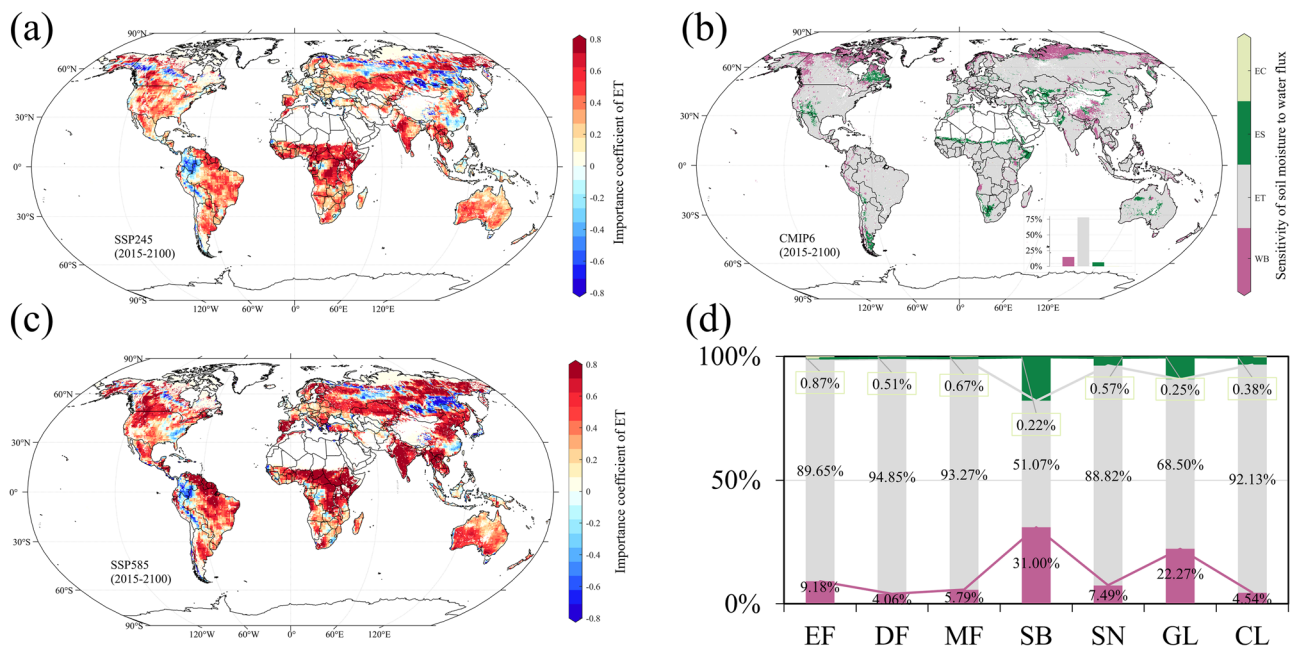 (a)
90°N
60°N
30°N
0°
30°S
60°S
90°S
120°W
60°W
0°
60°E
120°E
SSP245
(2015-2100)
0.8
0.6
0.4
0.2
0
-0.2
-0.4
-0.6
-0.8
Importance coefficient of ET
(b)
90°N
60°N
30°N
0°
30°S
60°S
90°S
120°W
60°W
0°
60°E
120°E
CMIP6
(2015-2100)
75%
50%
25%
0%
EC
ES
ET
WB
Sensitivity of soil moisture to water flux
(c)
90°N
60°N
30°N
0°
30°S
60°S
90°S
120°W
60°W
0°
60°E
120°E
SSP585
(2015-2100)
0.8
0.6
0.4
0.2
0
-0.2
-0.4
-0.6
-0.8
Importance coefficient of ET
(d)
100%
50%
0%
0.87% 0.51% 0.67% 0.22% 0.57% 0.25% 0.38%
89.65% 94.85% 93.27% 51.07% 88.82% 68.50% 92.13%
9.18% 4.06% 5.79% 31.00% 7.49% 22.27% 4.54%
EF DF MF SB SN GL CL